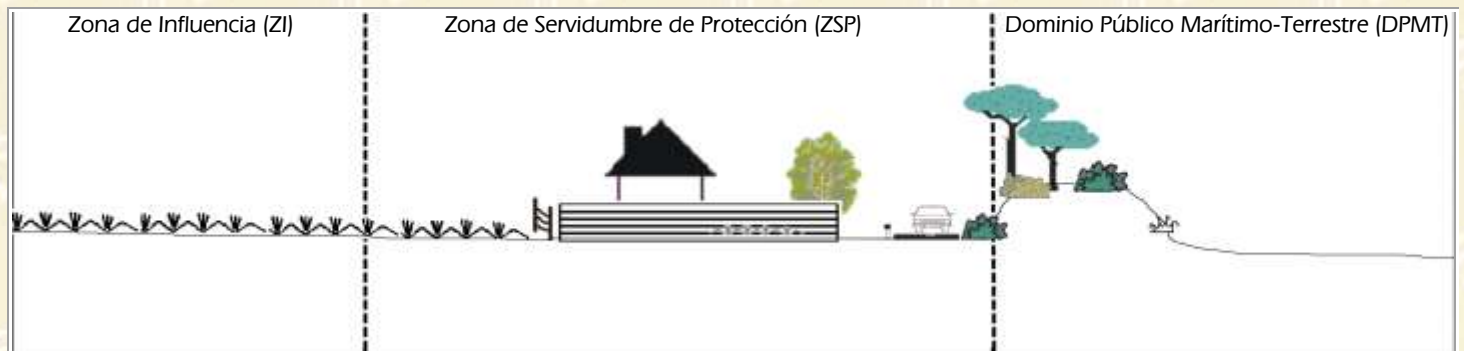 Zona de Influencia (ZI) Zona de Servidumbre de Protección (ZSP) Dominio Público Marítimo-Terrestre (DPMT)